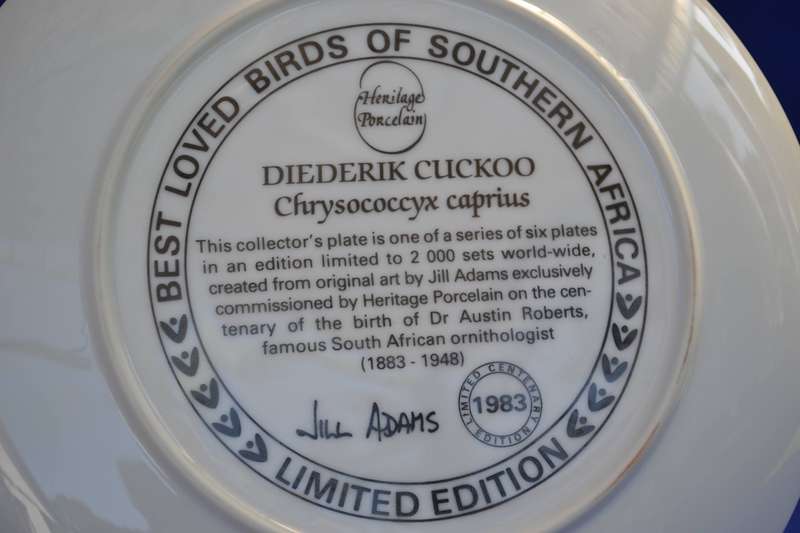 BEST LOVED BIRDS OF SOUTHERN AFRICA
Heritage
Porcelain
DIEDERIK CUCKOO
Chrysococcyx caprius
This collector's plate is one of a series of six plates
in an edition limited to 2 000 sets world-wide,
created from original art by Jill Adams exclusively
commissioned by Heritage Porcelain on the cen-
tenary of the birth of Dr Austin Roberts,
famous South African ornithologist
(1883 - 1948)
JILL ADAMS
LIMITED CENTENARY
1983
EDITION
LIMITED EDITION